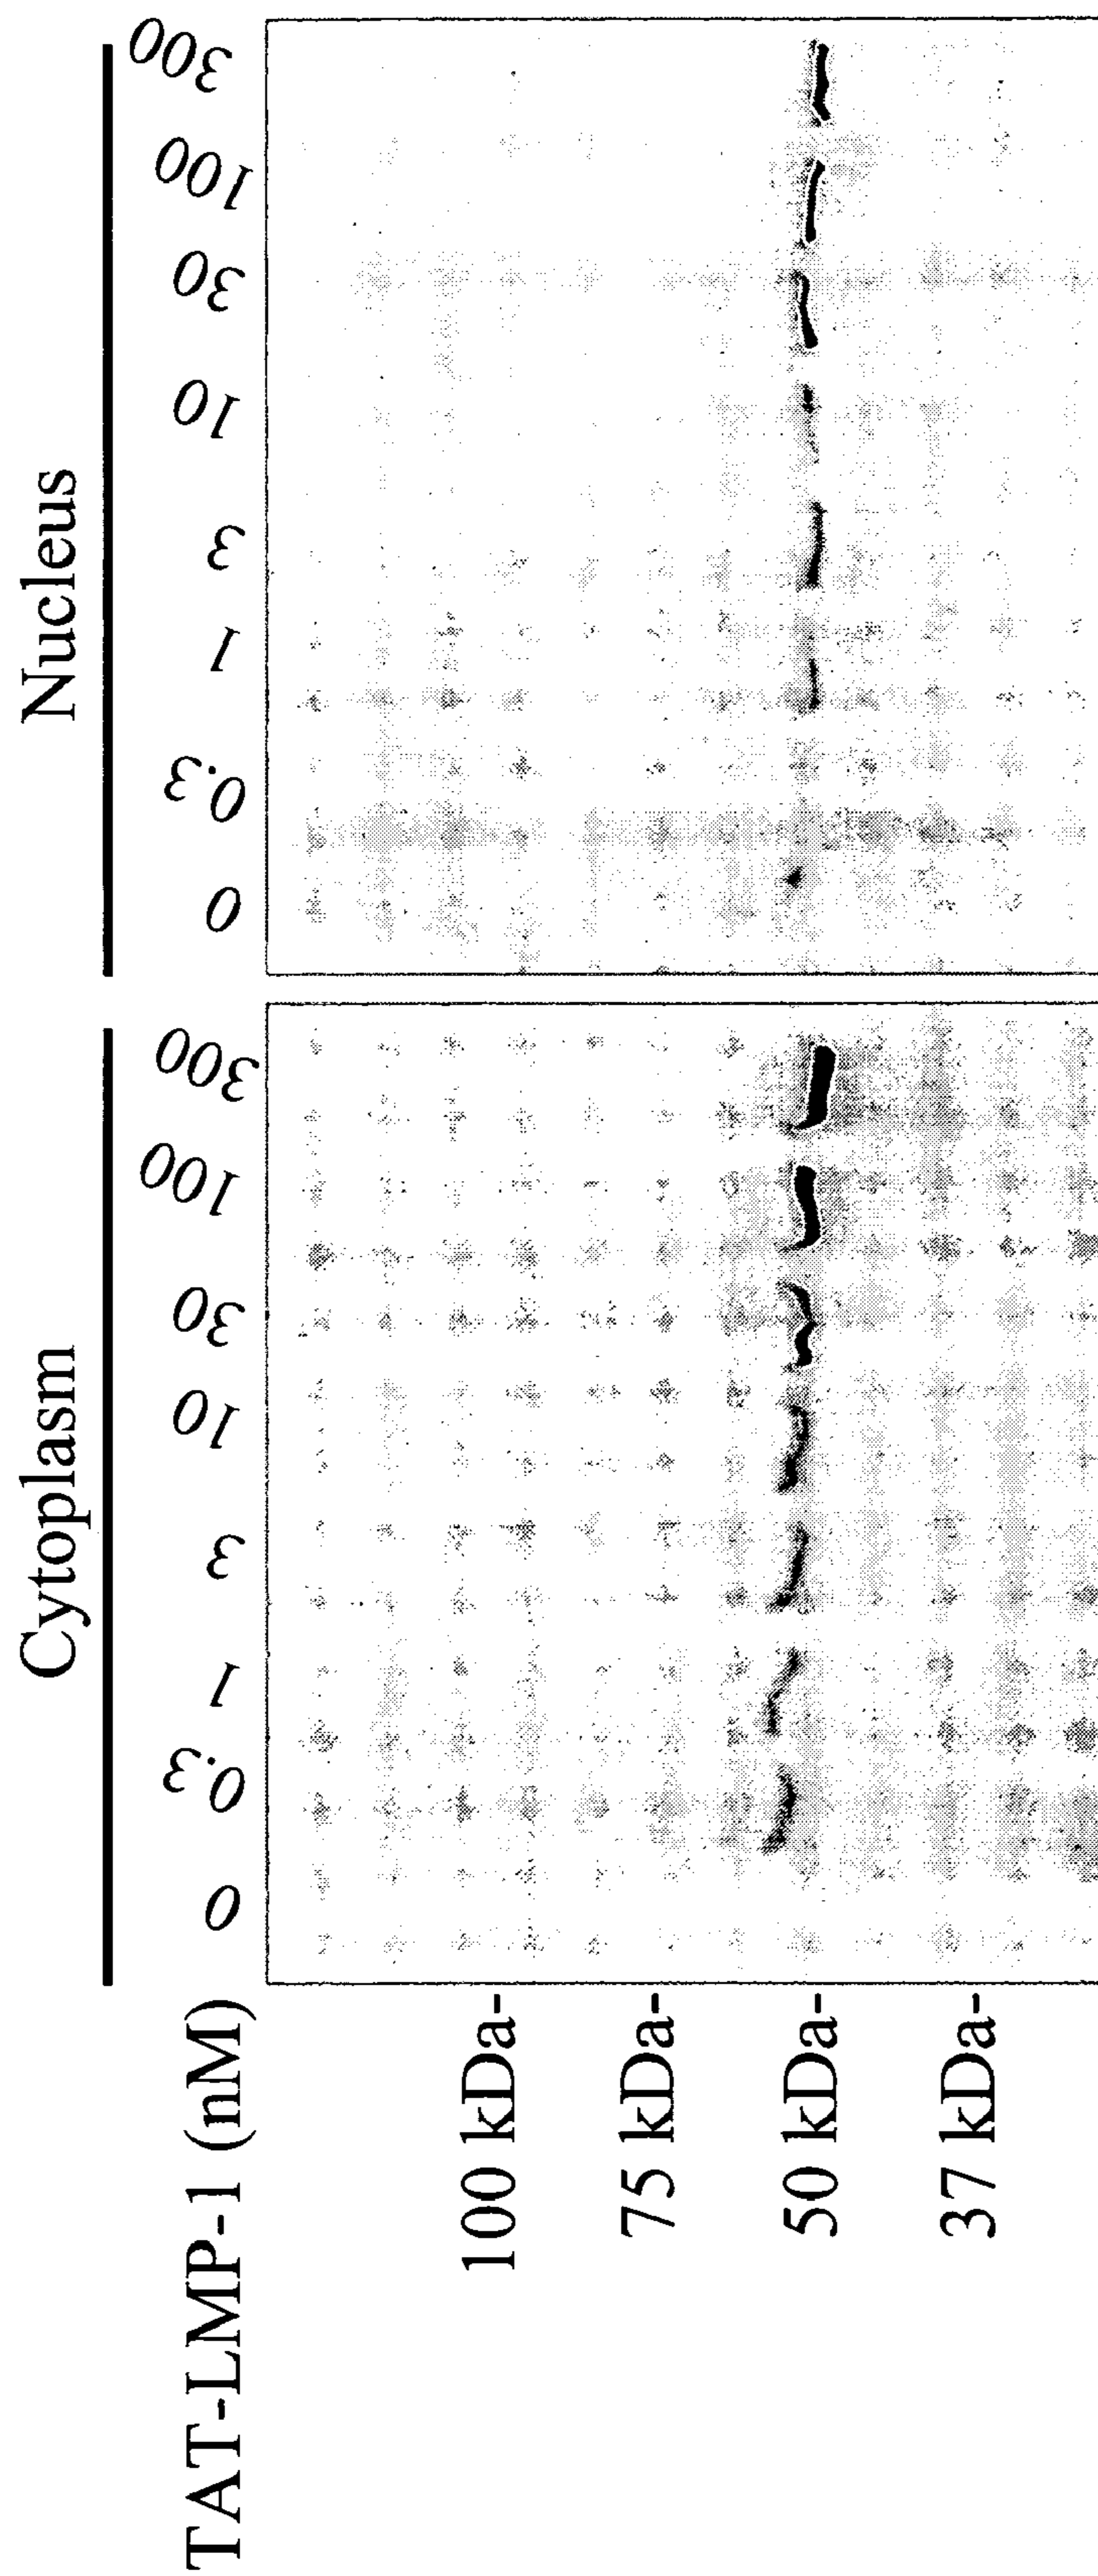 Cytoplasm Nucleus
TAT-LMP-1 (nM) 0 0.3 1 3 10 30 100 300 0 0.3 1 3 10 30 100 300
100 kDa-
75 kDa-
50 kDa-
37 kDa-